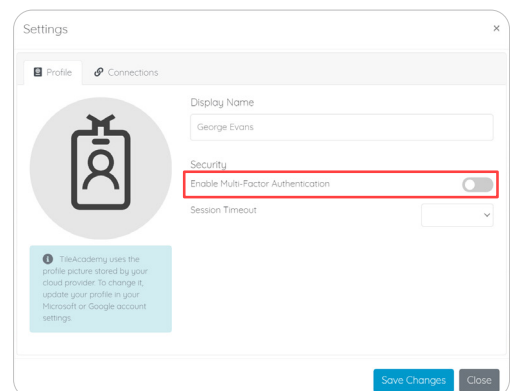 Settings
×
Profile
Connections
Display Name
George Evans
Security
Enable Multi-Factor Authentication
Session Timeout
TileAcademy uses the
profile picture stored by your
cloud provider. To change it,
update your profile in your
Microsoft or Google account
settings.
Save Changes
Close